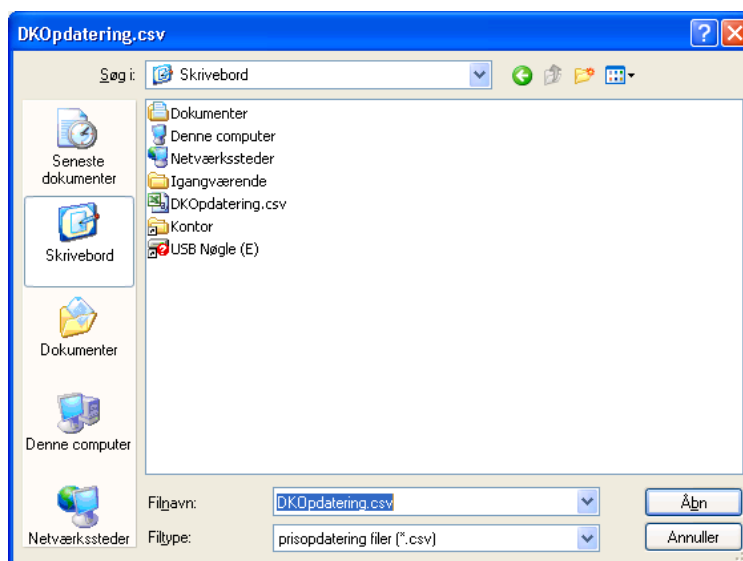 DKOpdatering.csv
Søg i:
Skrivebord
Seneste
dokumenter
Skrivebord
Dokumenter
Denne computer
Netværkssteder
Dokumenter
Denne computer
Netværkssteder
Igangværende
DKOpdatering.csv
Kontor
USB Nøgle (E)
Filnavn:
DKOpdatering.csv
Åbn
Filtype:
prisopdatering filer (*.csv)
Annuller